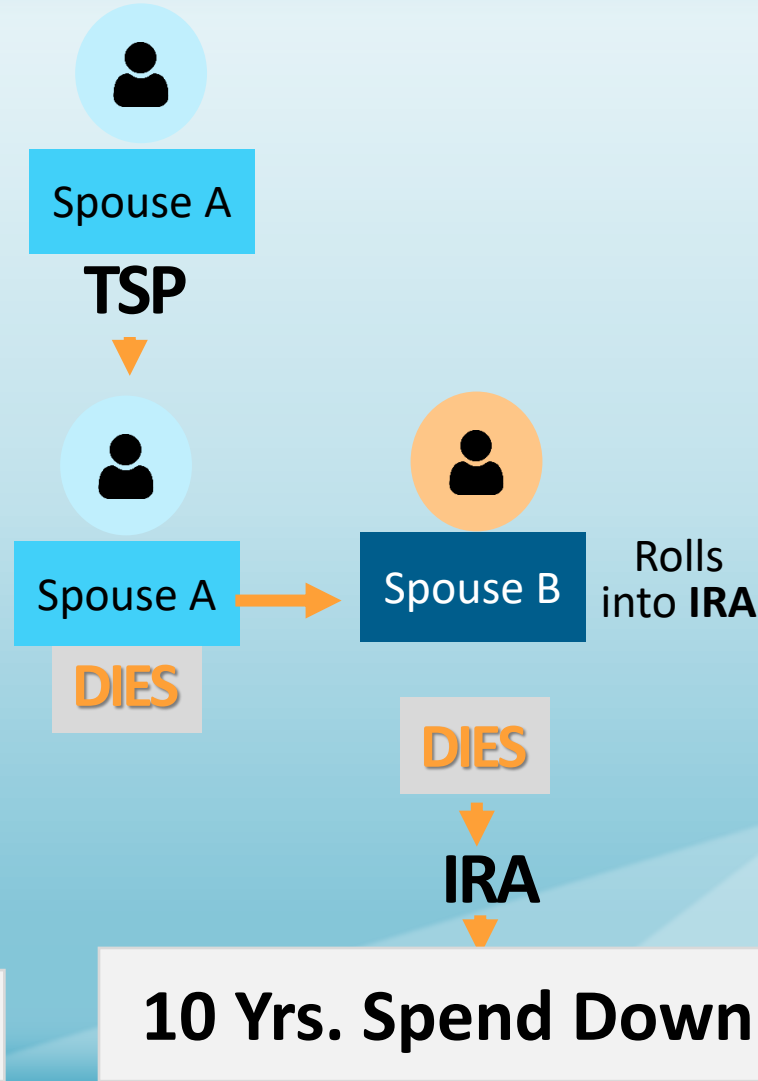 Spouse A
TSP
Spouse A
DIES
Spouse B
Rolls
into IRA
DIES
IRA
10 Yrs. Spend Down